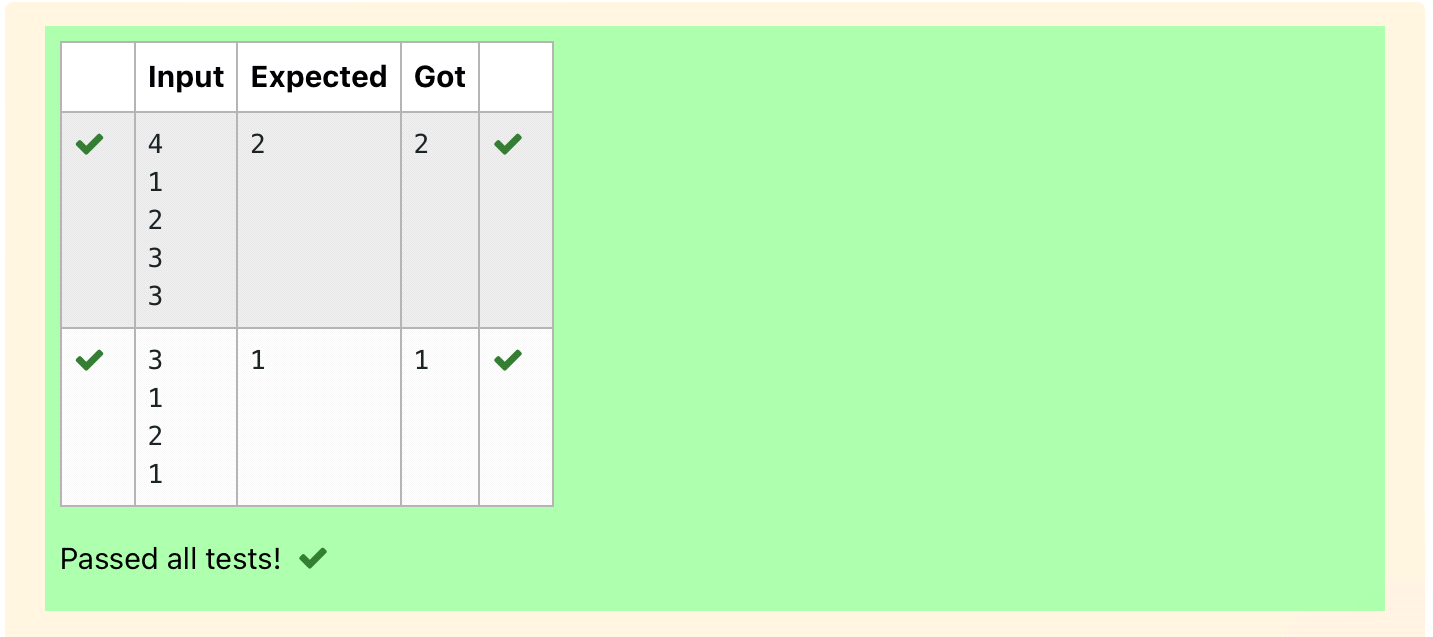 Input Expected Got
4 2 2
1
2
3
3
3 1 1
1
2
1
Passed all tests!